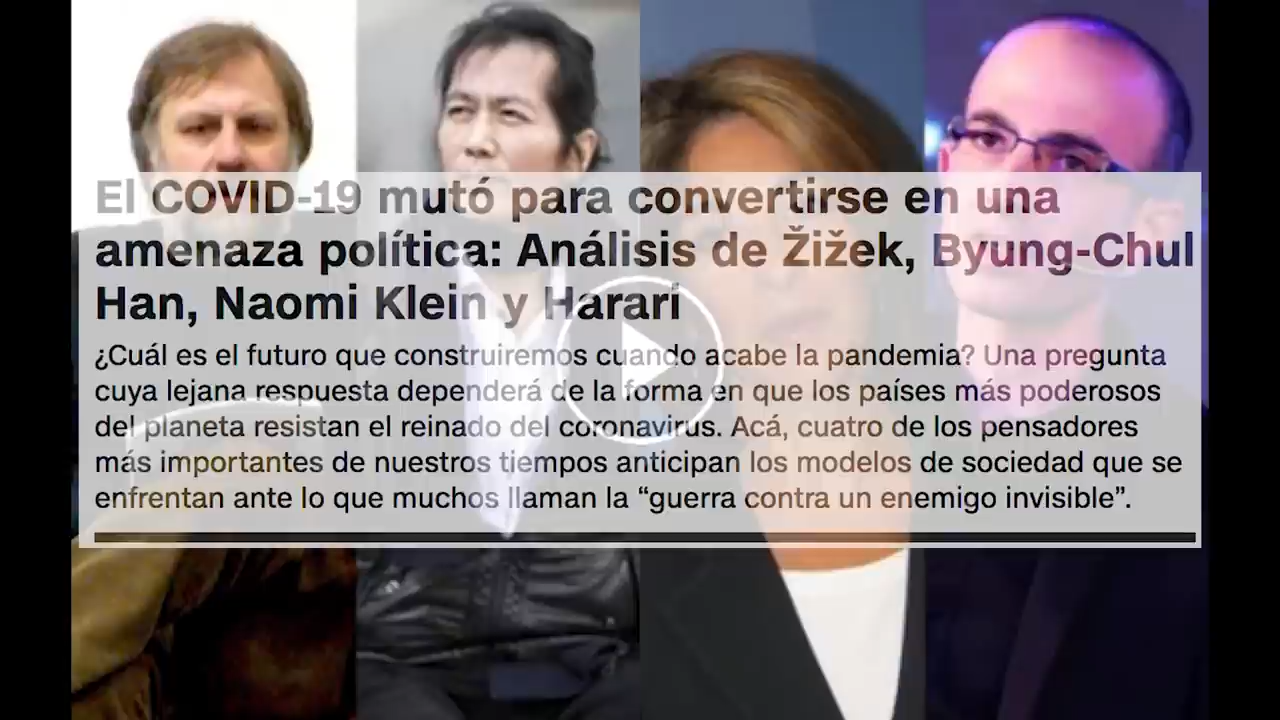 El COVID-19 mutó para convertirse en una
amenaza política: Análisis de Žižek, Byung-Chul
Han, Naomi Klein y Harari
¿Cuál es el futuro que construiremos cuando acabe la pandemia? Una pregunta
cuya lejana respuesta dependerá de la forma en que los países más poderosos
del planeta resistan el reinado del coronavirus. Acá, cuatro de los pensadores
más importantes de nuestros tiempos anticipan los modelos de sociedad que se
enfrentan ante lo que muchos llaman la “guerra contra un enemigo invisible”.